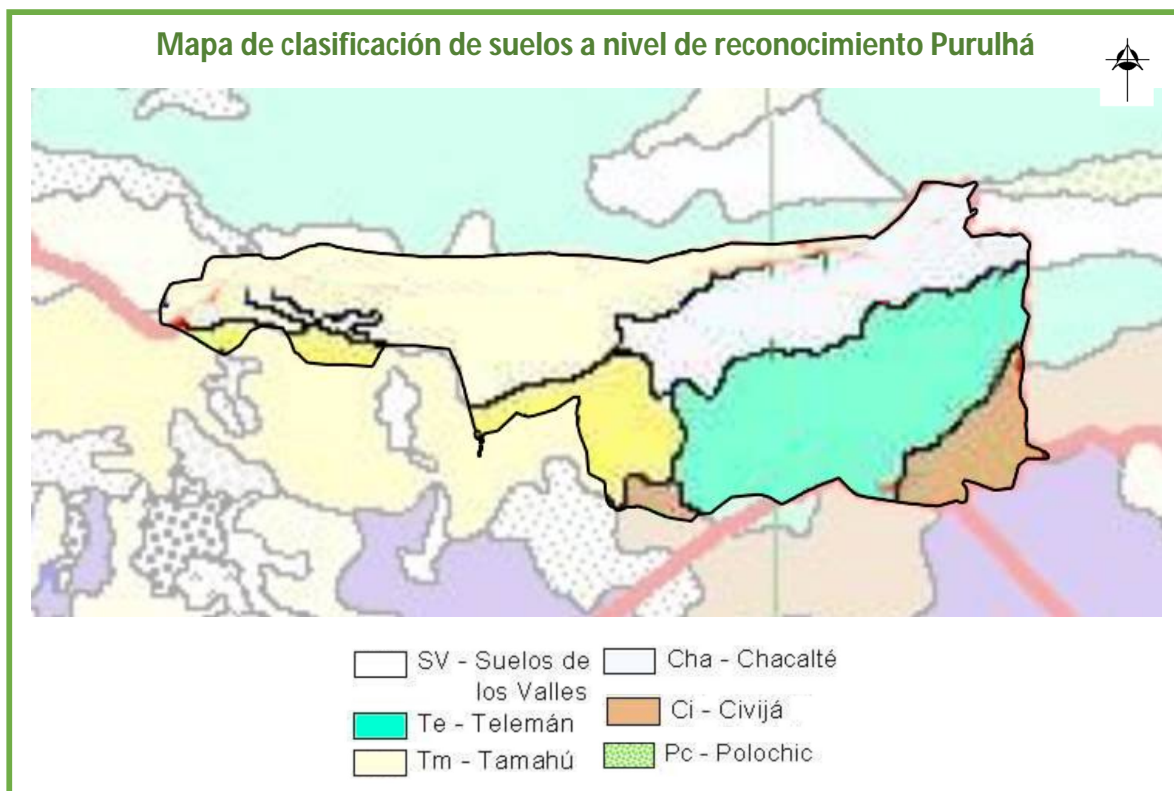 Mapa de clasificación de suelos a nivel de reconocimiento Purulhá
SV - Suelos de
los Valles
Te - Telemán
Tm - Tamahú
Cha - Chacalté
Ci - Civijá
Pc - Polochic